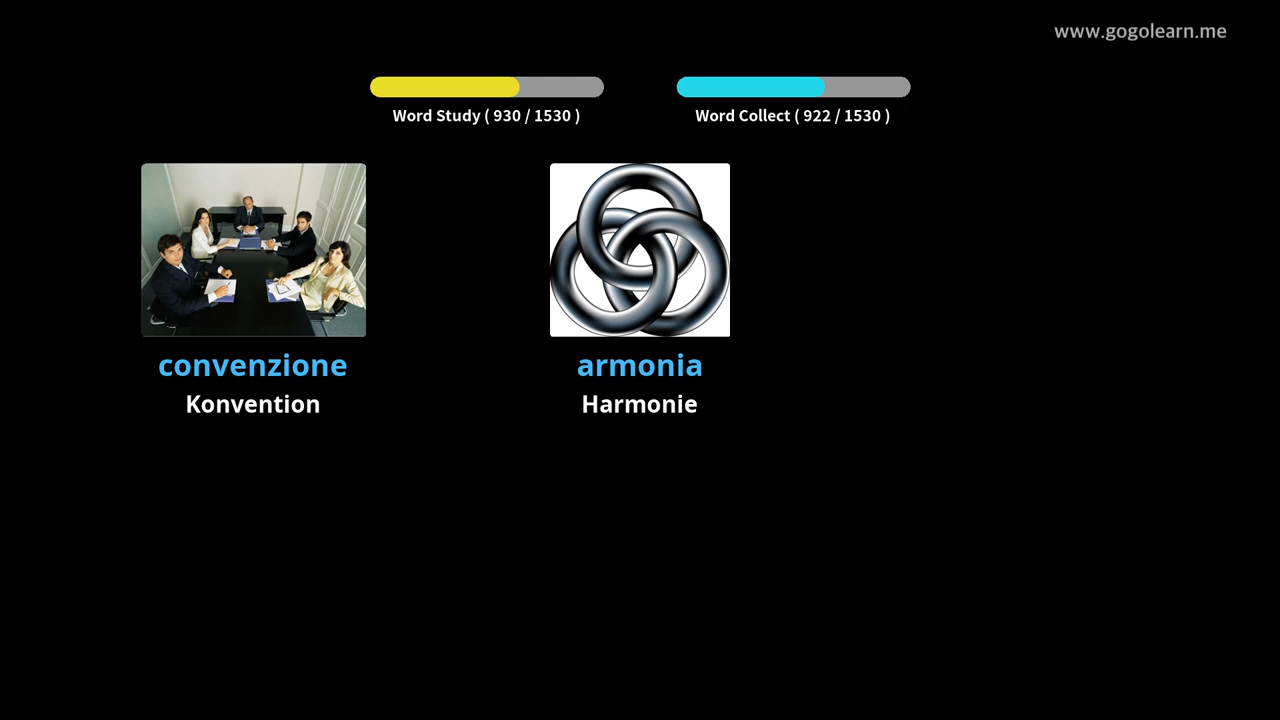 www.gogolearn.me
Word Study ( 930 / 1530 )
Word Collect ( 922 / 1530 )
convenzione
armonia
Konvention
Harmonie